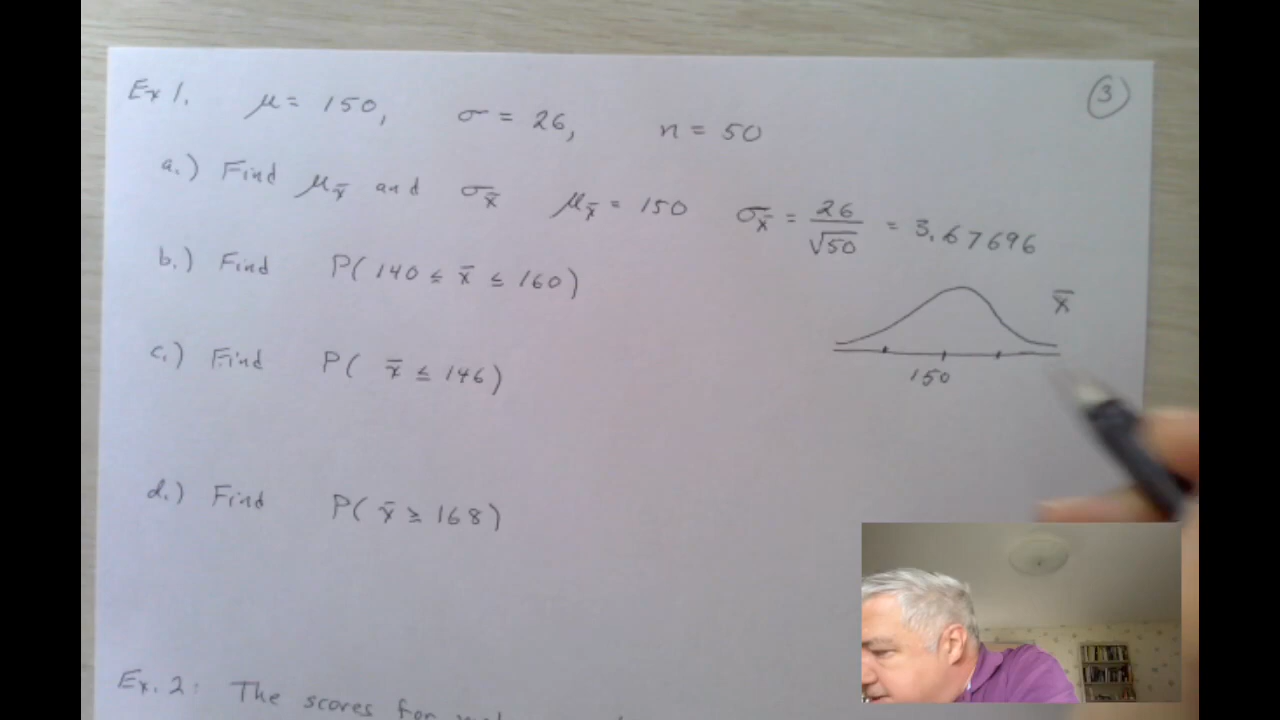 Ex 1. μ = 150, σ = 26, n = 50
3
a.) Find μx̄ and σx̄ μx̄ = 150 σx̄ = 26/√50 = 3.67696
b.) Find P(140 ≤ x̄ ≤ 160)
x̄
150
c.) Find P( x̄ ≤ 146)
d.) Find P( x̄ ≥ 168)
Ex. 2: The scores for